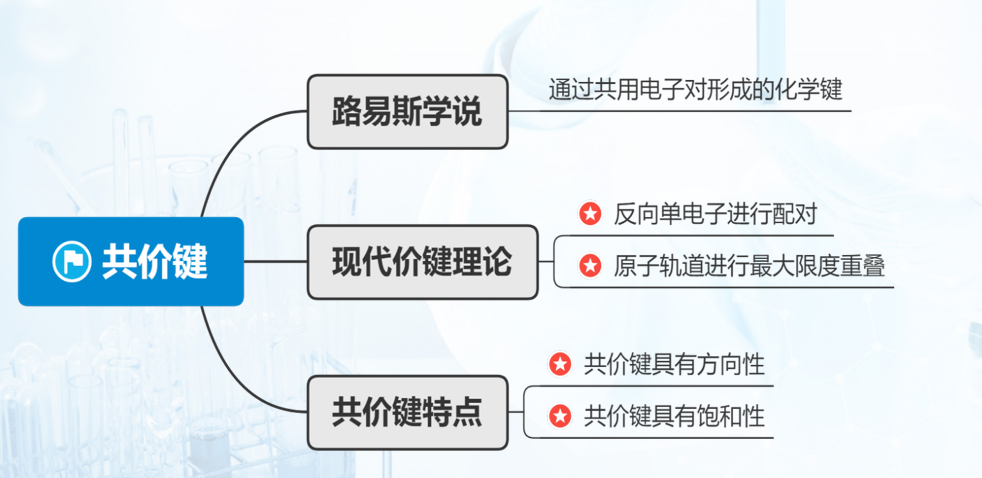 共价键
路易斯学说
通过共用电子对形成的化学键
现代价键理论
反向单电子进行配对
原子轨道进行最大限度重叠
共价键特点
共价键具有方向性
共价键具有饱和性